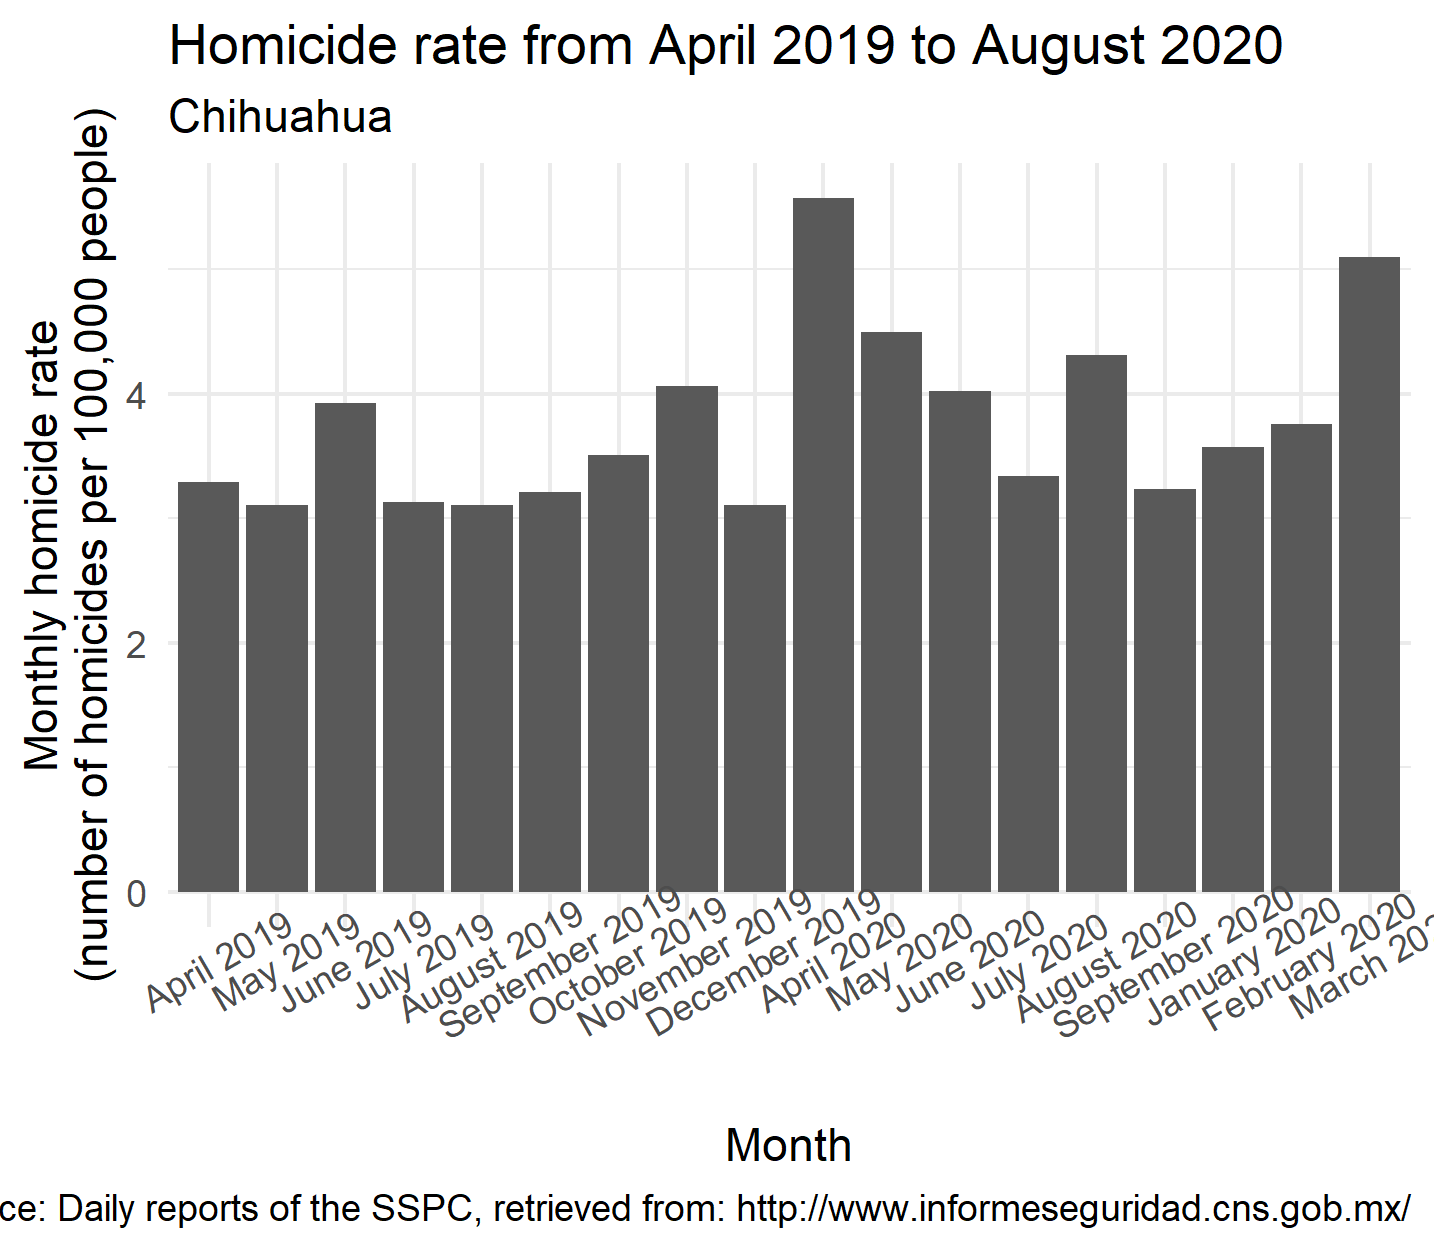 Homicide rate from April 2019 to August 2020
Chihuahua
Monthly homicide rate
(number of homicides per 100,000 people)
4
2
0
April 2019
May 2019
June 2019
July 2019
August 2019
September 2019
October 2019
November 2019
December 2019
April 2020
May 2020
June 2020
July 2020
August 2020
September 2020
January 2020
February 2020
March 202
Month
ce: Daily reports of the SSPC, retrieved from: http://www.informeseguridad.cns.gob.mx/